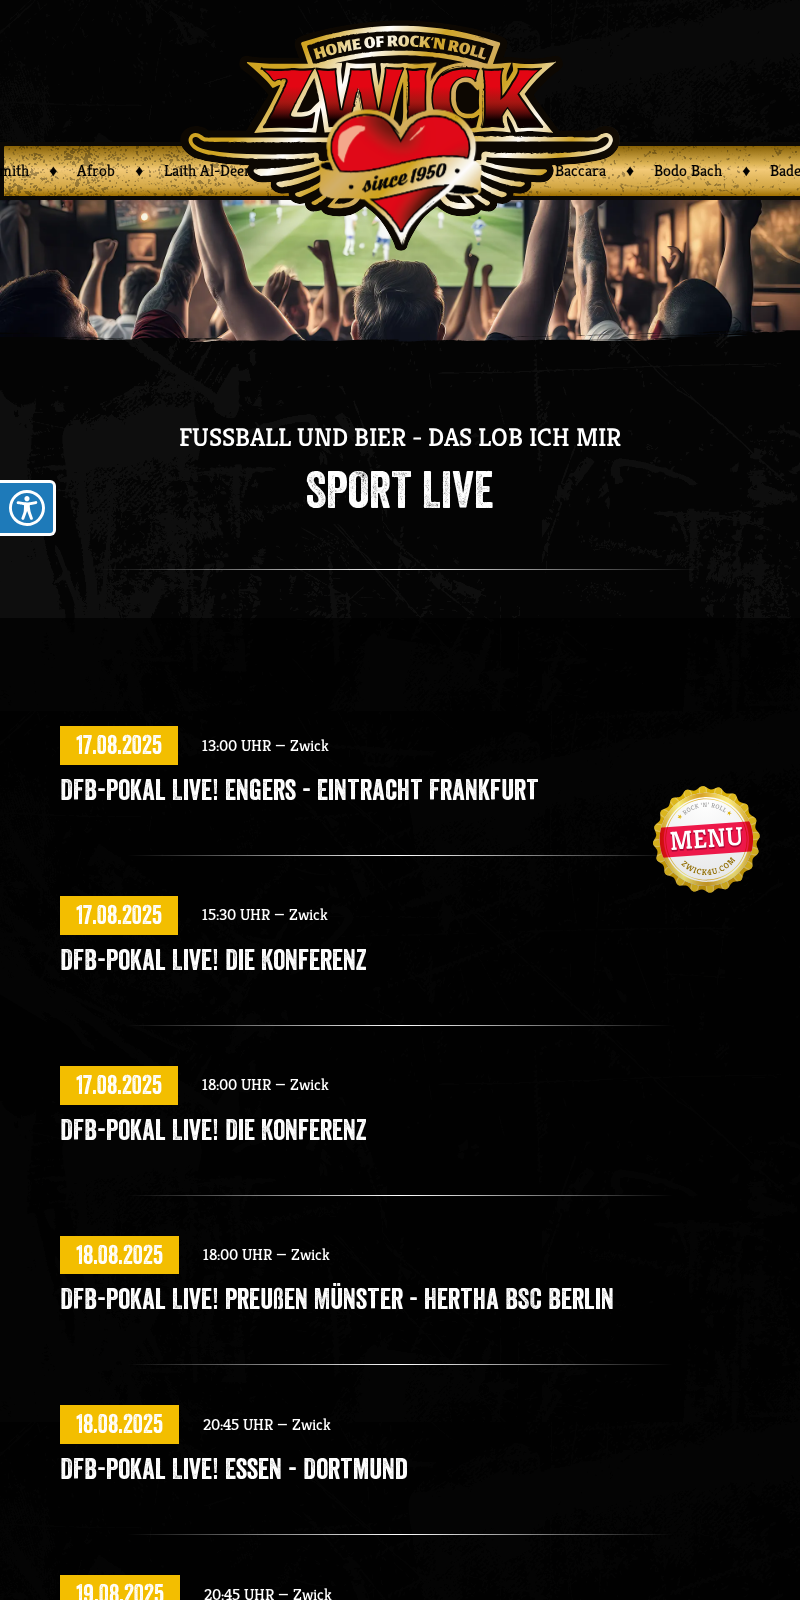 HOME OF ROCK'N ROLL
ZWICK
since 1950
Afrob ♦ Laith Al-Deen
Baccara ♦ Bodo Bach ♦
FUSSBALL UND BIER - DAS LOB ICH MIR
SPORT LIVE
17.08.2025 13:00 UHR – Zwick
DFB-POKAL LIVE! ENGERS - EINTRACHT FRANKFURT
ROCK 'N' ROLL
MENU
ZWICK4U.COM
17.08.2025 15:30 UHR – Zwick
DFB-POKAL LIVE! DIE KONFERENZ
17.08.2025 18:00 UHR – Zwick
DFB-POKAL LIVE! DIE KONFERENZ
18.08.2025 18:00 UHR – Zwick
DFB-POKAL LIVE! PREUßEN MÜNSTER - HERTHA BSC BERLIN
18.08.2025 20:45 UHR – Zwick
DFB-POKAL LIVE! ESSEN - DORTMUND
19.08.2025 20:45 UHR – Zwick